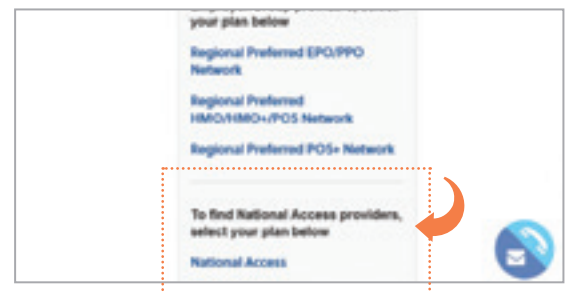 your plan below
Regional Preferred EPO/PPO
Network
Regional Preferred
HMO/HMO+/POS Network
Regional Preferred POS+ Network
To find National Access providers,
select your plan below
National Access